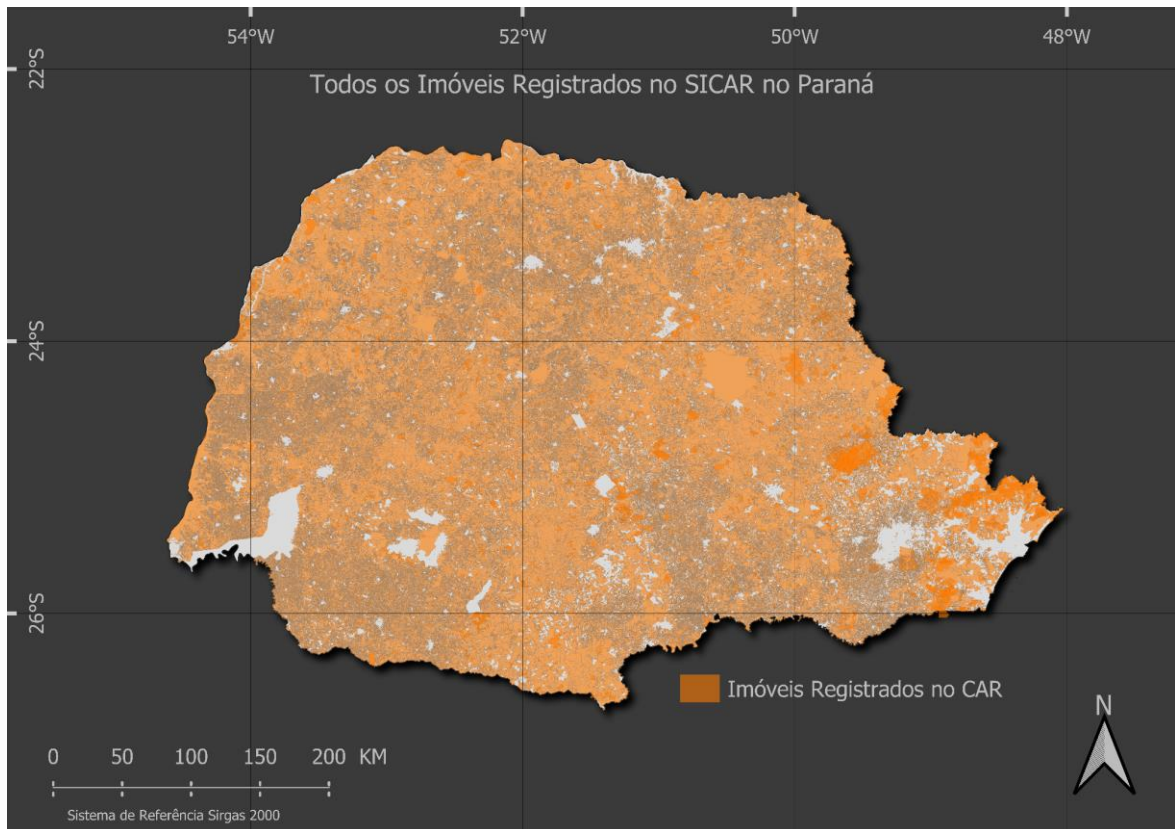 54°W 52°W 50°W 48°W
22°S
Todos os Imóveis Registrados no SICAR no Paraná
24°S
26°S
Imóveis Registrados no CAR
N
0 50 100 150 200 KM
Sistema de Referência Sirgas 2000